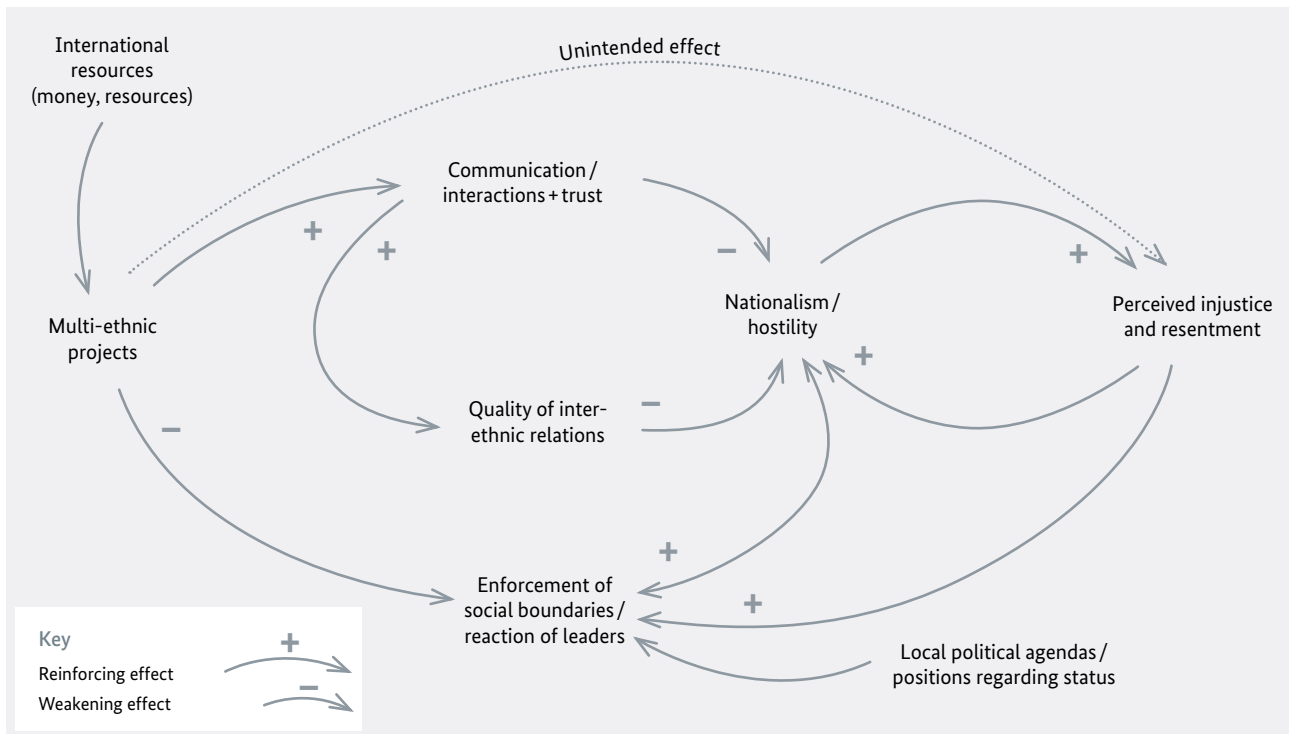 International
resources
(money, resources)
Unintended effect
Communication /
interactions + trust
+
+
−
+
Nationalism /
hostility
Perceived injustice
and resentment
Multi-ethnic
projects
+
−
Quality of inter-
ethnic relations
−
+
+
Enforcement of
social boundaries /
reaction of leaders
Local political agendas /
positions regarding status
Key
+
Reinforcing effect
−
Weakening effect